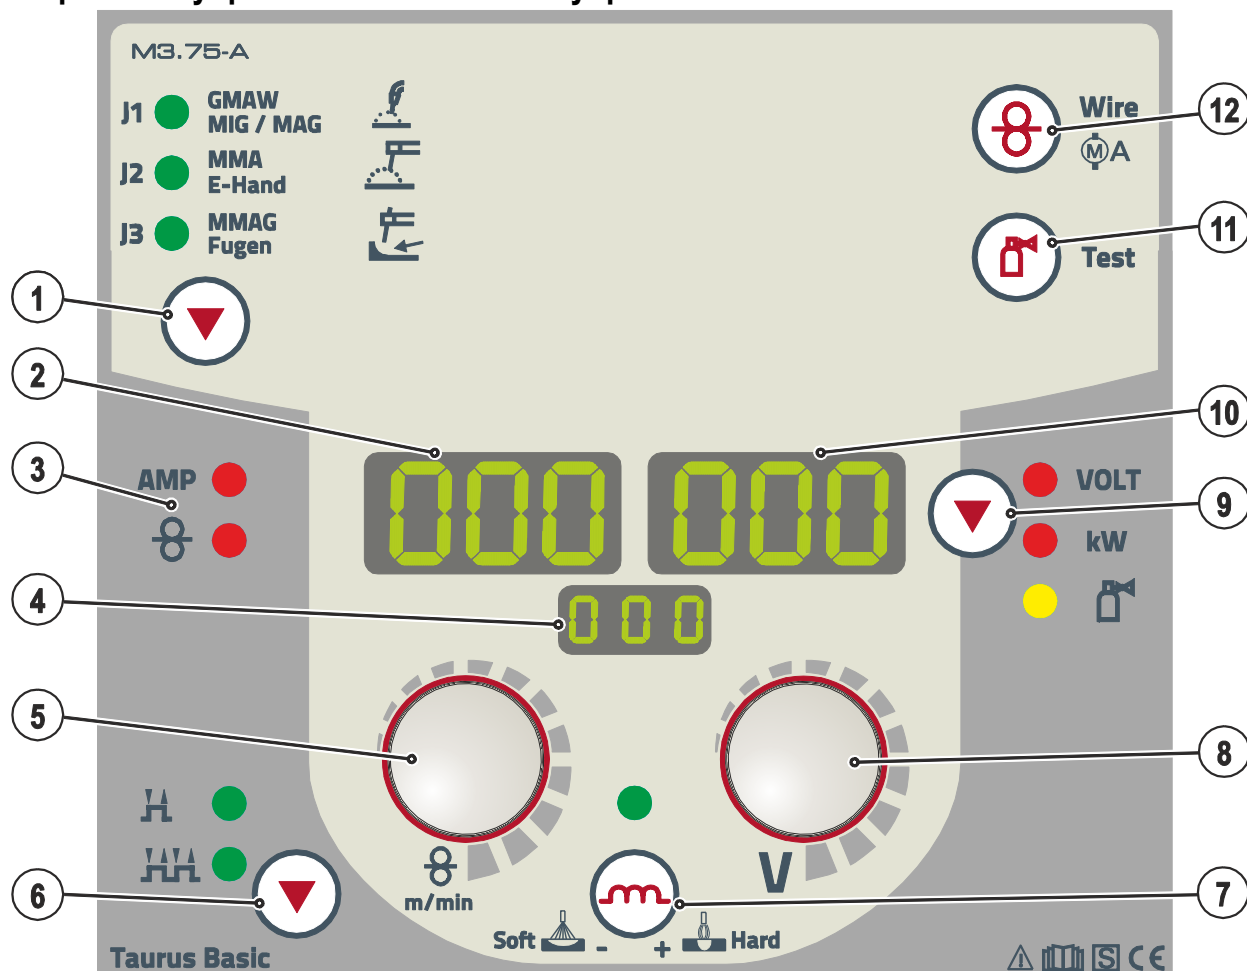 M3.75-A
J1 GMAW
MIG / MAG
J2 MMA
E-Hand
J3 MMAG
Fugen
Wire
M A
Test
12
11
1
2
10
3
AMP
000
000
VOLT
9
kW
4
000
5
8
m/min
V
6
7
Soft - + Hard
Taurus Basic
S CE